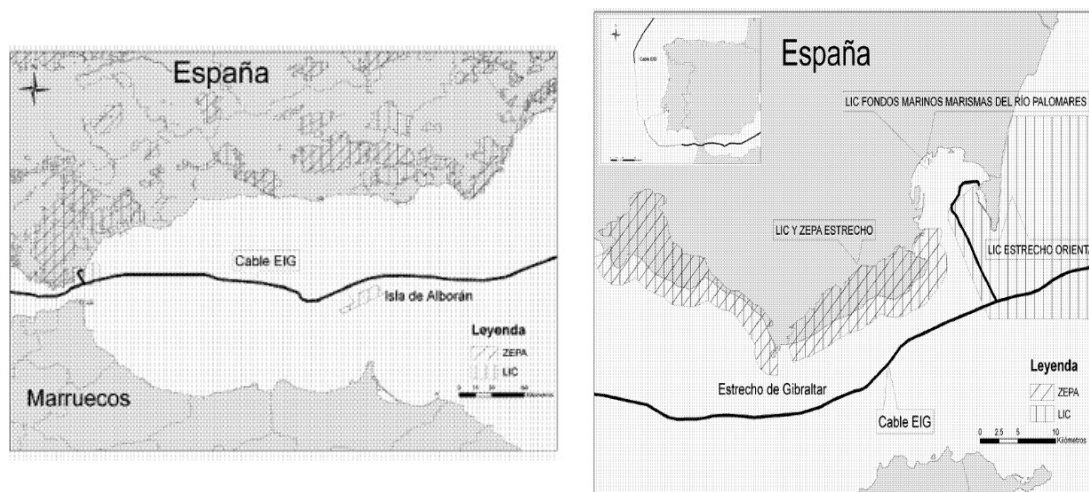 España
Cable EIG
Isla de Alborán
Leyenda
ZEPA
LIC
Marruecos
Cable EIG
España
LIC FONDOS MARINOS MARISMAS DEL RÍO PALOMARES
LIC Y ZEPA ESTRECHO
LIC ESTRECHO ORIENTA
Leyenda
ZEPA
LIC
Estrecho de Gibraltar
Cable EIG
0 2.5 5 10
Kilómetros